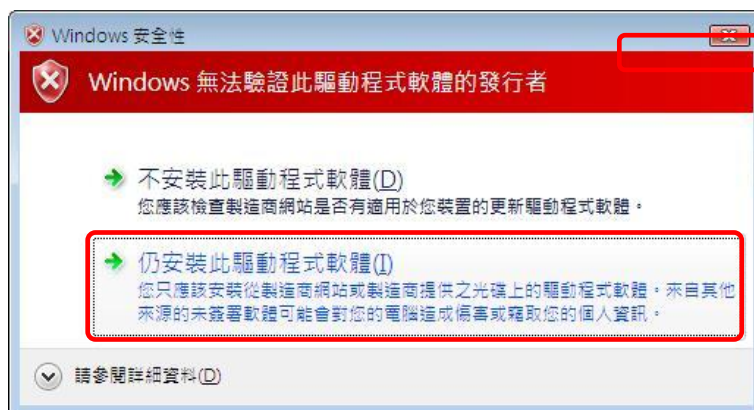 Windows 安全性
Windows 無法驗證此驅動程式軟體的發行者
不安裝此驅動程式軟體(D)
您應該檢查製造商網站是否有適用於您裝置的更新驅動程式軟體。
仍安裝此驅動程式軟體(I)
您只應該安裝從製造商網站或製造商提供之光碟上的驅動程式軟體。來自其他
來源的未簽署軟體可能會對您的電腦造成傷害或竊取您的個人資訊。
請參閱詳細資料(D)